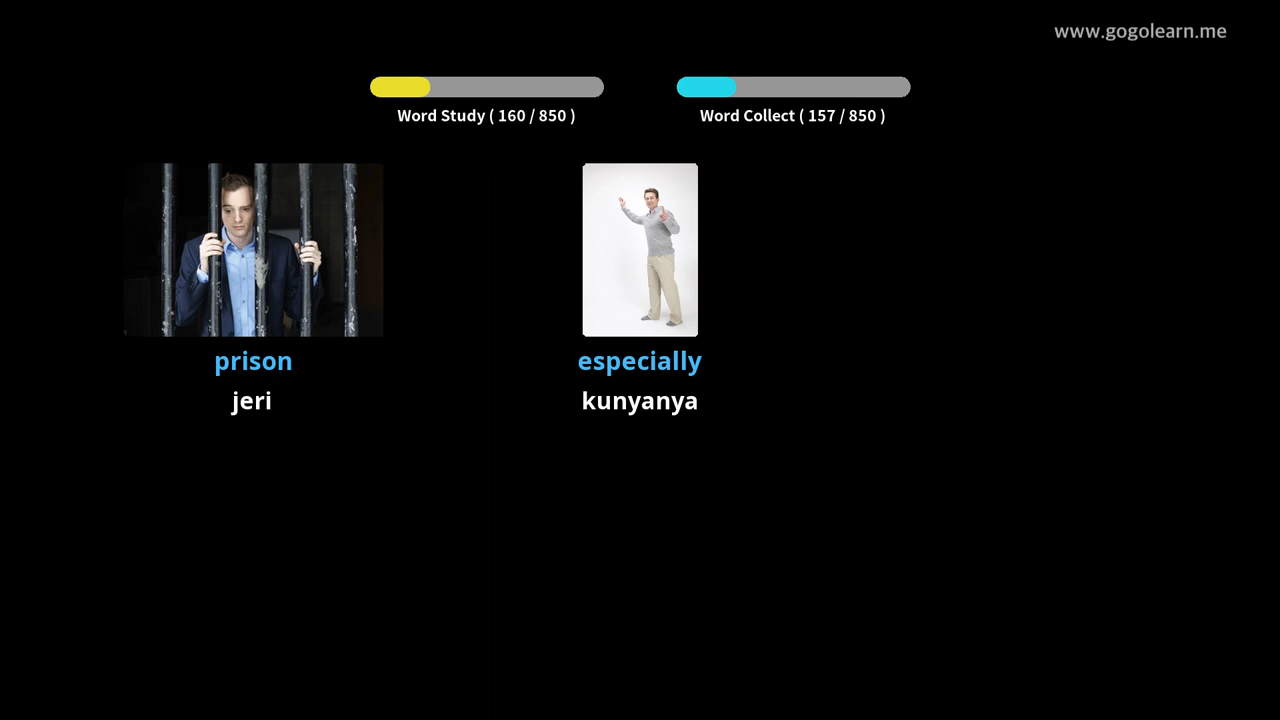 www.gogolearn.me
Word Study ( 160 / 850 )
Word Collect ( 157 / 850 )
prison
especially
jeri
kunyanya